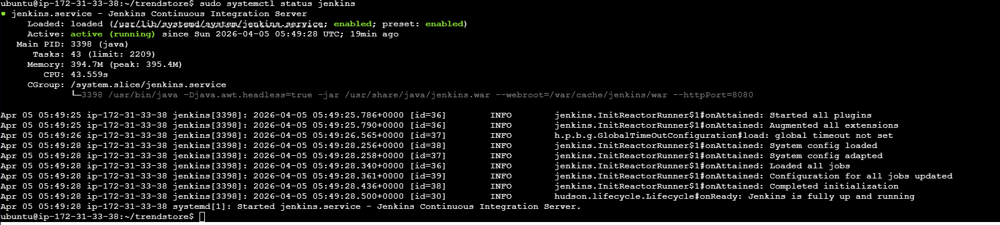 ubuntu@ip-172-31-33-38:~/trendstore$ sudo systemctl status jenkins
● jenkins.service - Jenkins Continuous Integration Server
Loaded: loaded (/usr/lib/systemd/system/jenkins.service; enabled; preset: enabled)
Active: active (running) since Sun 2026-04-05 05:49:28 UTC; 19min ago
Main PID: 3398 (java)
Tasks: 43 (limit: 2209)
Memory: 394.7M (peak: 395.4M)
CPU: 43.559s
CGroup: /system.slice/jenkins.service
└─3398 /usr/bin/java -Djava.awt.headless=true -jar /usr/share/java/jenkins.war --webroot=/var/cache/jenkins/war --httpPort=8080
Apr 05 05:49:25 ip-172-31-33-38 jenkins[3398]: 2026-04-05 05:49:25.786+0000 [id=36] INFO jenkins.InitReactorRunner$1#onAttained: Started all plugins
Apr 05 05:49:25 ip-172-31-33-38 jenkins[3398]: 2026-04-05 05:49:25.790+0000 [id=36] INFO jenkins.InitReactorRunner$1#onAttained: Augmented all extensions
Apr 05 05:49:26 ip-172-31-33-38 jenkins[3398]: 2026-04-05 05:49:26.565+0000 [id=37] INFO h.p.b.g.GlobalTimeOutConfiguration#load: global timeout not set
Apr 05 05:49:28 ip-172-31-33-38 jenkins[3398]: 2026-04-05 05:49:28.256+0000 [id=38] INFO jenkins.InitReactorRunner$1#onAttained: System config loaded
Apr 05 05:49:28 ip-172-31-33-38 jenkins[3398]: 2026-04-05 05:49:28.258+0000 [id=37] INFO jenkins.InitReactorRunner$1#onAttained: System config adapted
Apr 05 05:49:28 ip-172-31-33-38 jenkins[3398]: 2026-04-05 05:49:28.340+0000 [id=36] INFO jenkins.InitReactorRunner$1#onAttained: Loaded all jobs
Apr 05 05:49:28 ip-172-31-33-38 jenkins[3398]: 2026-04-05 05:49:28.361+0000 [id=39] INFO jenkins.InitReactorRunner$1#onAttained: Configuration for all jobs updated
Apr 05 05:49:28 ip-172-31-33-38 jenkins[3398]: 2026-04-05 05:49:28.436+0000 [id=38] INFO jenkins.InitReactorRunner$1#onAttained: Completed initialization
Apr 05 05:49:28 ip-172-31-33-38 jenkins[3398]: 2026-04-05 05:49:28.500+0000 [id=30] INFO hudson.lifecycle.Lifecycle#onReady: Jenkins is fully up and running
Apr 05 05:49:28 ip-172-31-33-38 systemd[1]: Started jenkins.service - Jenkins Continuous Integration Server.
ubuntu@ip-172-31-33-38:~/trendstore$